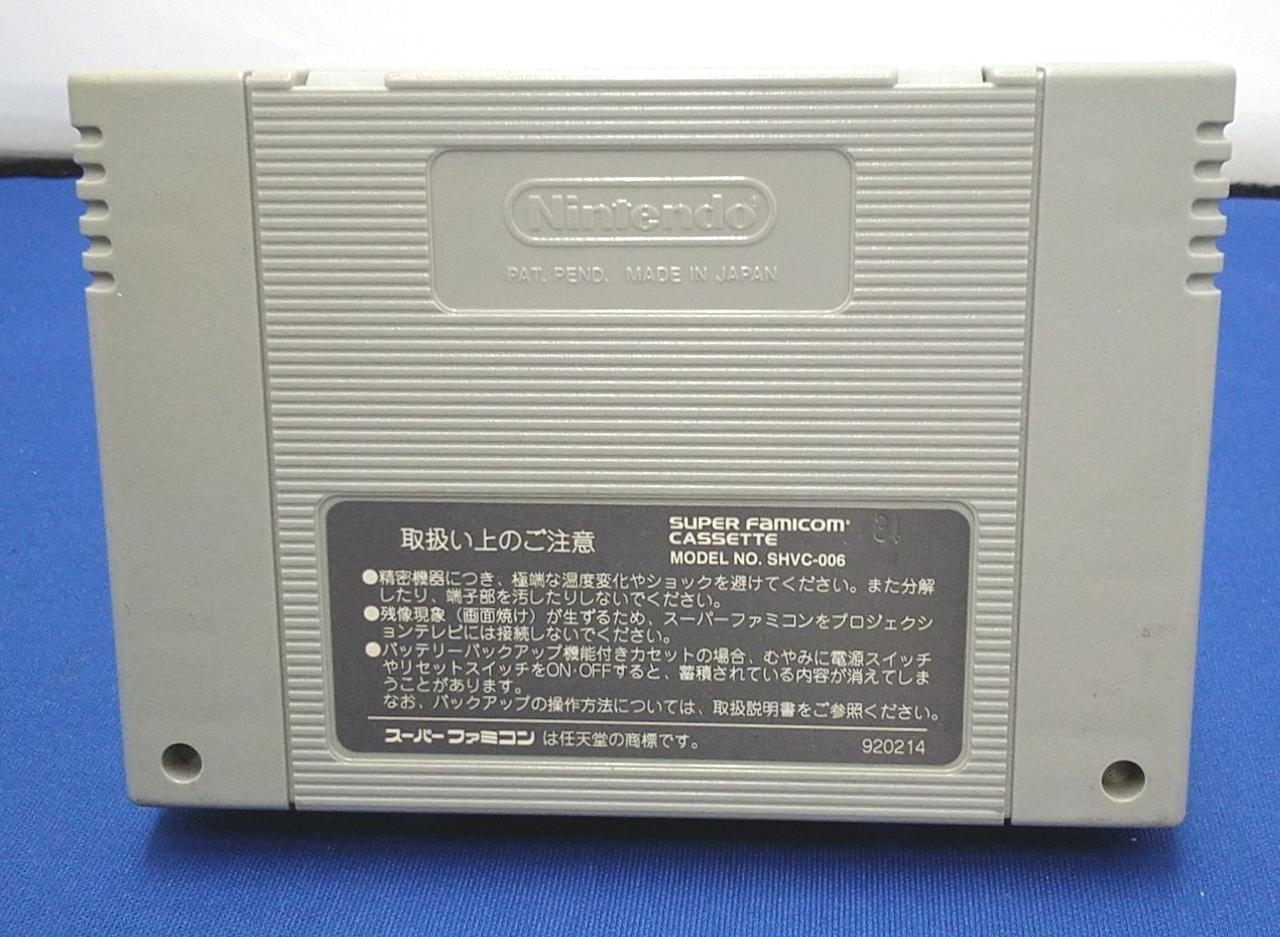 Nintendo®
PAT. PEND. MADE IN JAPAN
取扱い上のご注意
SUPER FAMICOM®
CASSETTE
MODEL NO. SHVC-006
●精密機器につき、極端な温度変化やショックを避けてください。また分解
したり、端子部を汚したりしないでください。
●残像現象（画面焼け）が生ずるため、スーパーファミコンをプロジェクシ
ョンテレビには接続しないでください。
●バッテリーバックアップ機能付きカセットの場合、むやみに電源スイッチ
やリセットスイッチをON・OFFすると、蓄積されている内容が消えてしま
うことがあります。
なお、バックアップの操作方法については、取扱説明書をご参照ください。
スーパーファミコンは任天堂の商標です。
920214